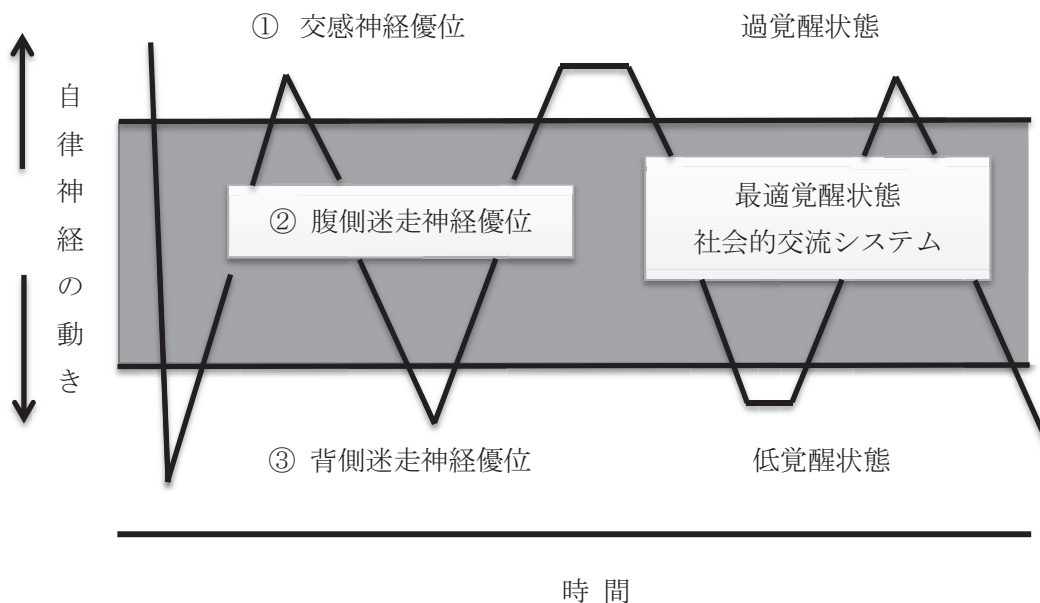 ① 交感神経優位
過覚醒状態
自律神経の動き
② 腹側迷走神経優位
最適覚醒状態
社会的交流システム
③ 背側迷走神経優位
低覚醒状態
時 間